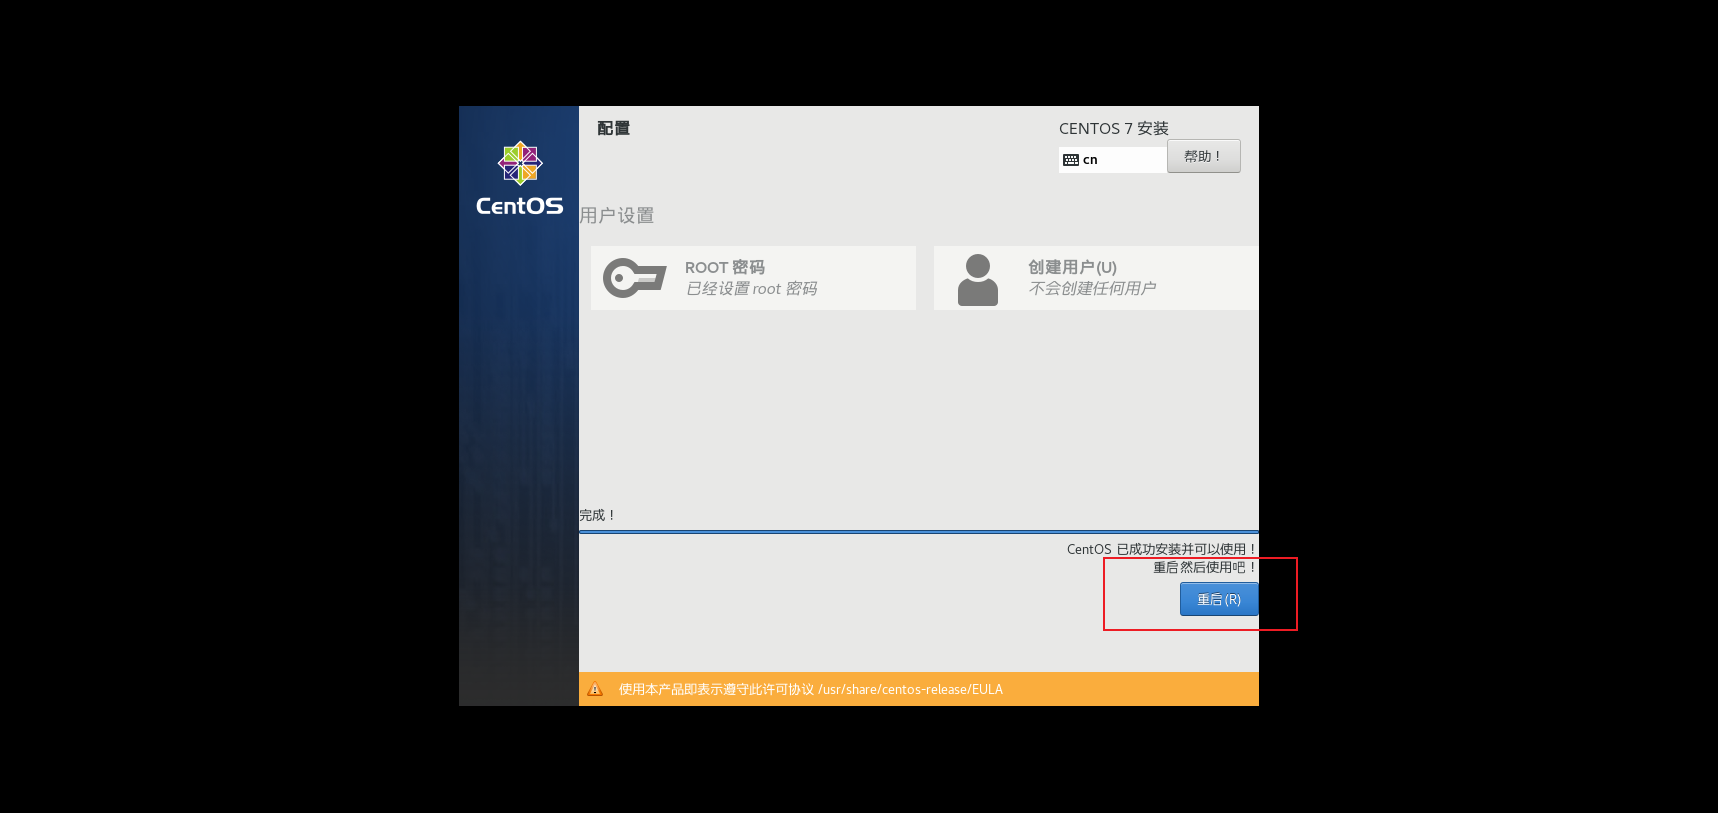 CentOS
配置
CENTOS 7 安装
cn
帮助！
用户设置
ROOT 密码
已经设置 root 密码
创建用户(U)
不会创建任何用户
完成！
CentOS 已成功安装并可以使用！
重启然后使用吧！
重启(R)
使用本产品即表示遵守此许可协议 /usr/share/centos-release/EULA